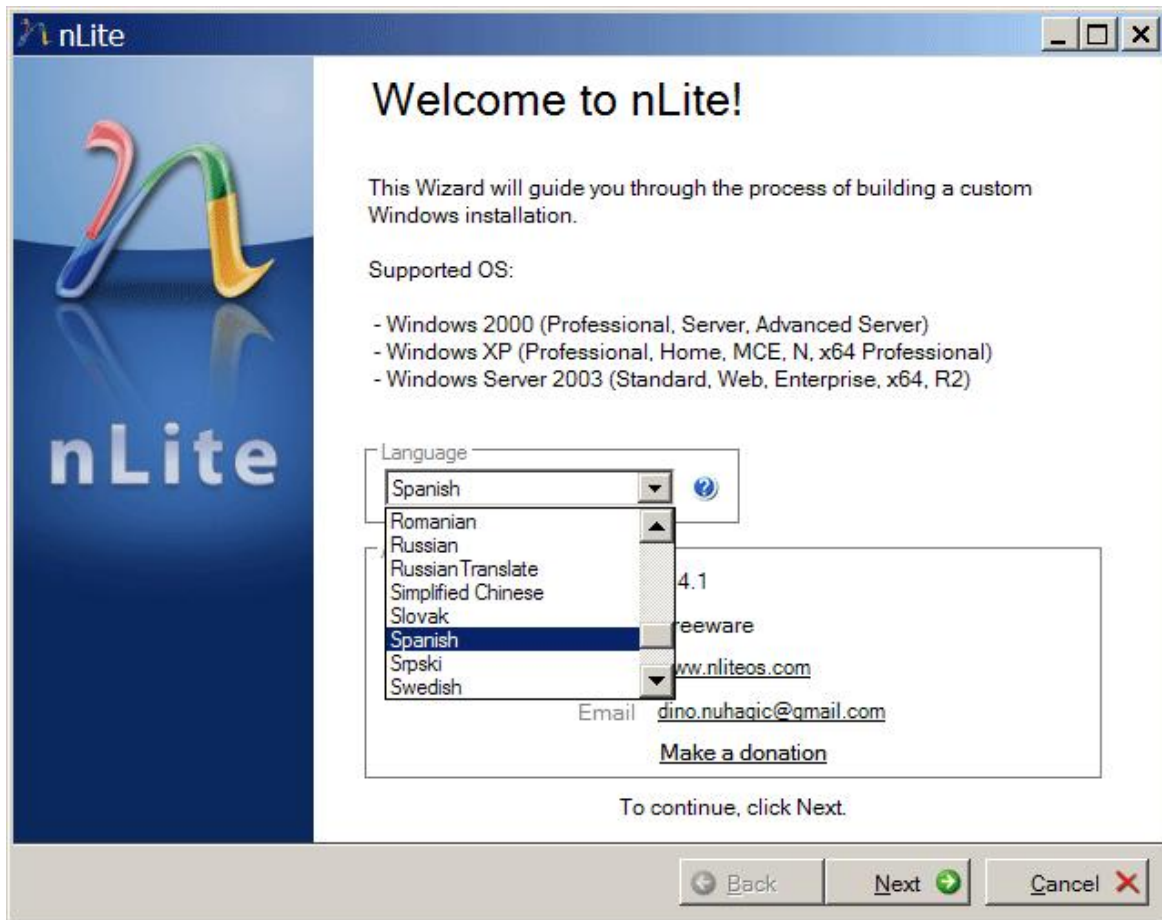 nLite
Welcome to nLite!
This Wizard will guide you through the process of building a custom
Windows installation.
Supported OS:
- Windows 2000 (Professional, Server, Advanced Server)
- Windows XP (Professional, Home, MCE, N, x64 Professional)
- Windows Server 2003 (Standard, Web, Enterprise, x64, R2)
nLite
Language
Spanish
Romanian
Russian
Russian Translate
Simplified Chinese
Slovak
Spanish
Srpski
Swedish
4.1
reeware
ww.nliteos.com
Email dino.nuhagic@gmail.com
Make a donation
To continue, click Next.
Back Next Cancel